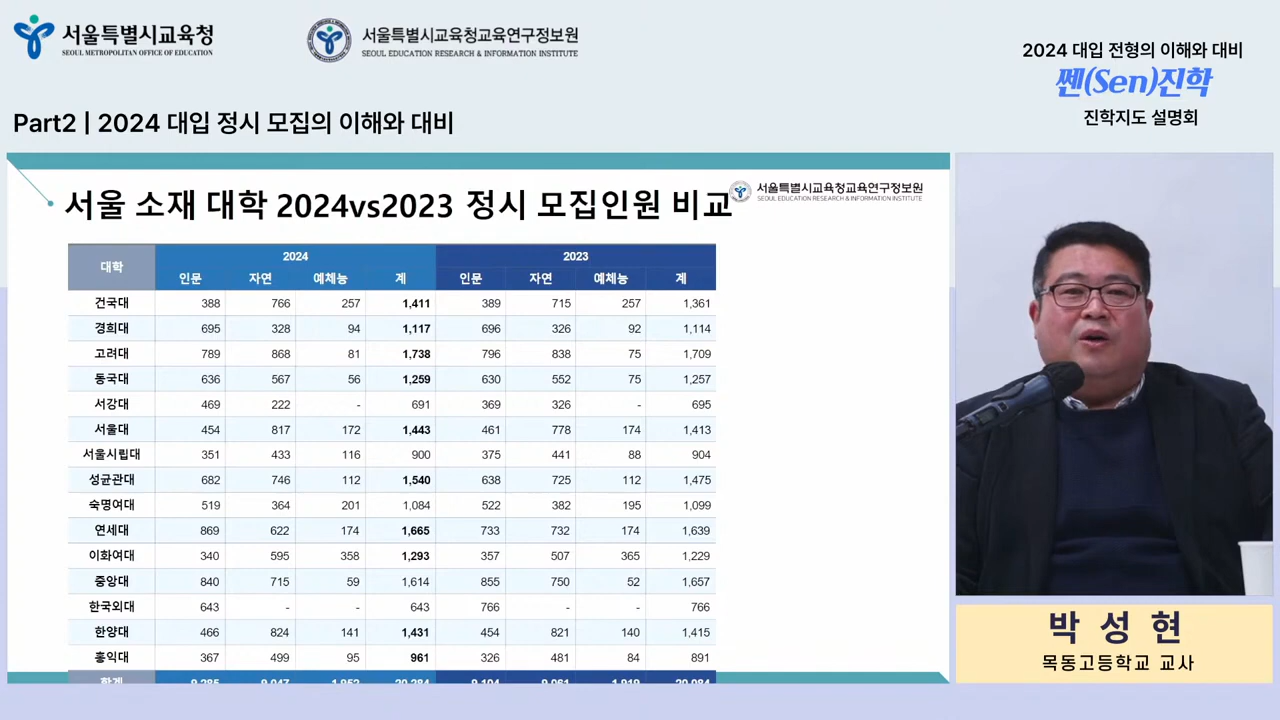 서울특별시교육청
SEOUL METROPOLITAN OFFICE OF EDUCATION
서울특별시교육청교육연구정보원
SEOUL EDUCATION RESEARCH & INFORMATION INSTITUTE
2024 대입 전형의 이해와 대비
쎈(Sen)진학
진학지도 설명회
Part2 | 2024 대입 정시 모집의 이해와 대비
서울 소재 대학 2024vs2023 정시 모집인원 비교
서울특별시교육청교육연구정보원
SEOUL EDUCATION RESEARCH & INFORMATION INSTITUTE
대학 2024 2023
인문 자연 예체능 계 인문 자연 예체능 계
건국대 388 766 257 1,411 389 715 257 1,361
경희대 695 328 94 1,117 696 326 92 1,114
고려대 789 868 81 1,738 796 838 75 1,709
동국대 636 567 56 1,259 630 552 75 1,257
서강대 469 222 - 691 369 326 - 695
서울대 454 817 172 1,443 461 778 174 1,413
서울시립대 351 433 116 900 375 441 88 904
성균관대 682 746 112 1,540 638 725 112 1,475
숙명여대 519 364 201 1,084 522 382 195 1,099
연세대 869 622 174 1,665 733 732 174 1,639
이화여대 340 595 358 1,293 357 507 365 1,229
중앙대 840 715 59 1,614 855 750 52 1,657
한국외대 643 - - 643 766 - - 766
한양대 466 824 141 1,431 454 821 140 1,415
홍익대 367 499 95 961 326 481 84 891
박 성 현
목동고등학교 교사